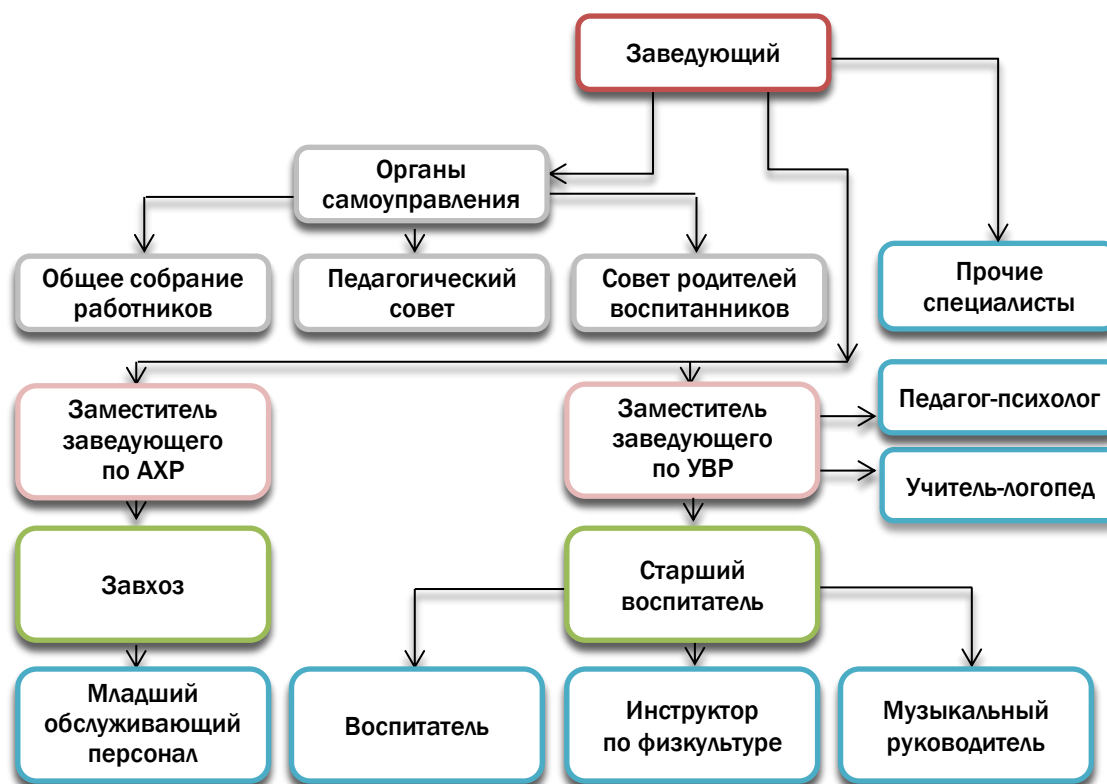 Заведующий
Органы
самоуправления
Общее собрание
работников
Педагогический
совет
Совет родителей
воспитанников
Прочие
специалисты
Заместитель
заведующего
по АХР
Заместитель
заведующего
по УВР
Педагог-психолог
Учитель-логопед
Завхоз
Старший
воспитатель
Младший
обслуживающий
персонал
Воспитатель
Инструктор
по физкультуре
Музыкальный
руководитель